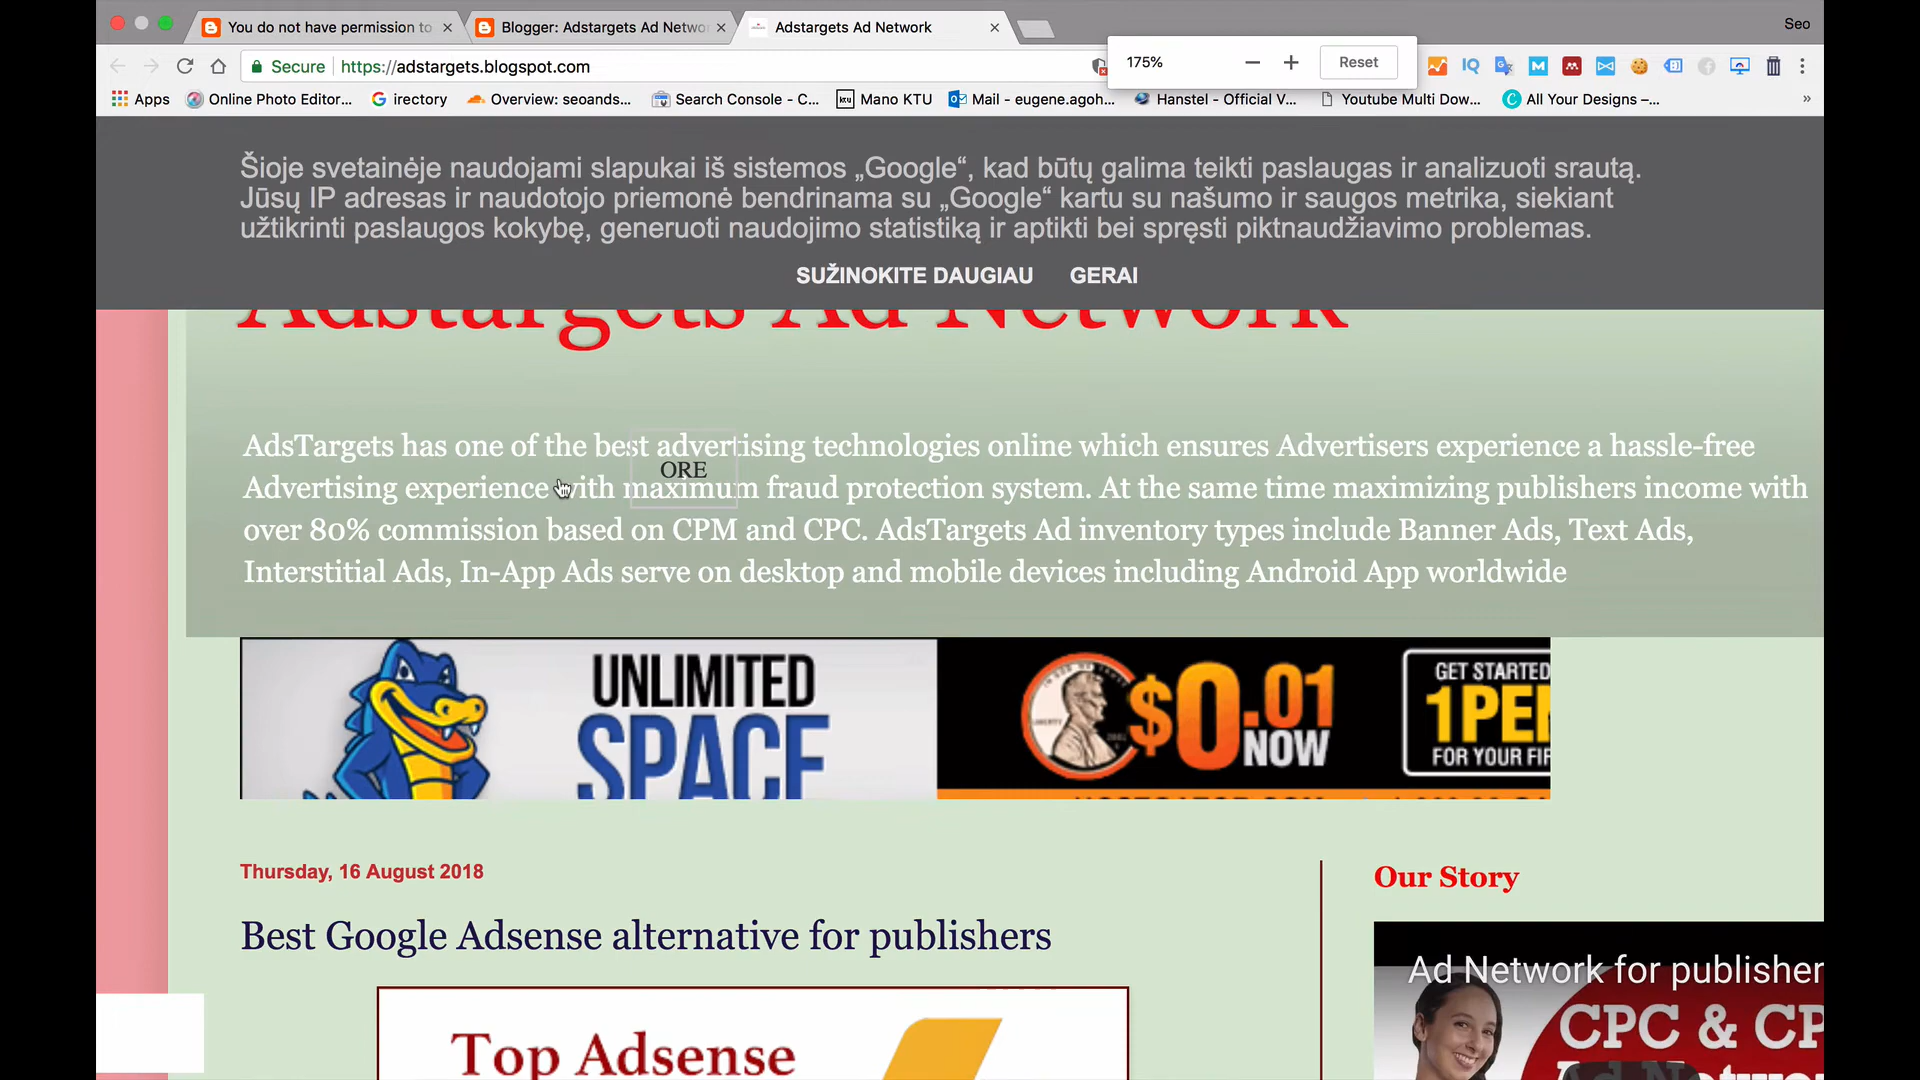 You do not have permission to
Blogger: Adstargets Ad Netwo
Adstargets Ad Network
Seo
Secure
https://adstargets.blogspot.com
175%
Reset
Apps
Online Photo Editor...
irectory
Overview: seoands...
Search Console - C...
ktu
Mano KTU
Mail - eugene.agoh...
Hanstel - Official V...
Youtube Multi Dow...
All Your Designs –...
»
Šioje svetainėje naudojami slapukai iš sistemos „Google“, kad būtų galima teikti paslaugas ir analizuoti srautą.
Jūsų IP adresas ir naudotojo priemonė bendrinama su „Google“ kartu su našumo ir saugos metrika, siekiant
užtikrinti paslaugos kokybę, generuoti naudojimo statistiką ir aptikti bei spręsti piktnaudžiavimo problemas.
SUŽINOKITE DAUGIAU
GERAI
Adstargets Ad Network
AdsTargets has one of the best advertising technologies online which ensures Advertisers experience a hassle-free
ORE
Advertising experience with maximum fraud protection system. At the same time maximizing publishers income with
over 80% commission based on CPM and CPC. AdsTargets Ad inventory types include Banner Ads, Text Ads,
Interstitial Ads, In-App Ads serve on desktop and mobile devices including Android App worldwide
UNLIMITED
SPACE
$0.01
NOW
GET STARTED
1PE
FOR YOUR FI
Thursday, 16 August 2018
Our Story
Best Google Adsense alternative for publishers
Ad Network for publisher
CPC & CP
Top Adsense